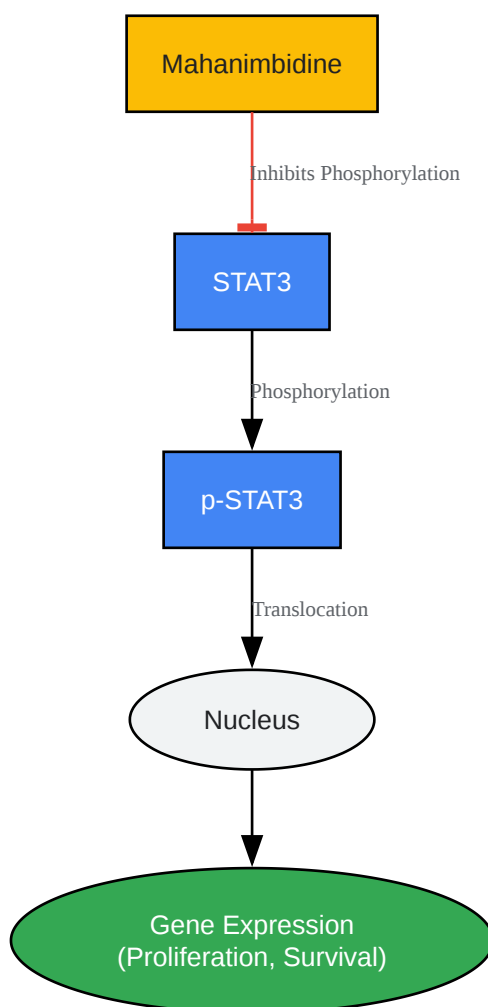 Mahanimbidine
Inhibits Phosphorylation
STAT3
Phosphorylation
p-STAT3
Translocation
Nucleus
Gene Expression
(Proliferation, Survival)